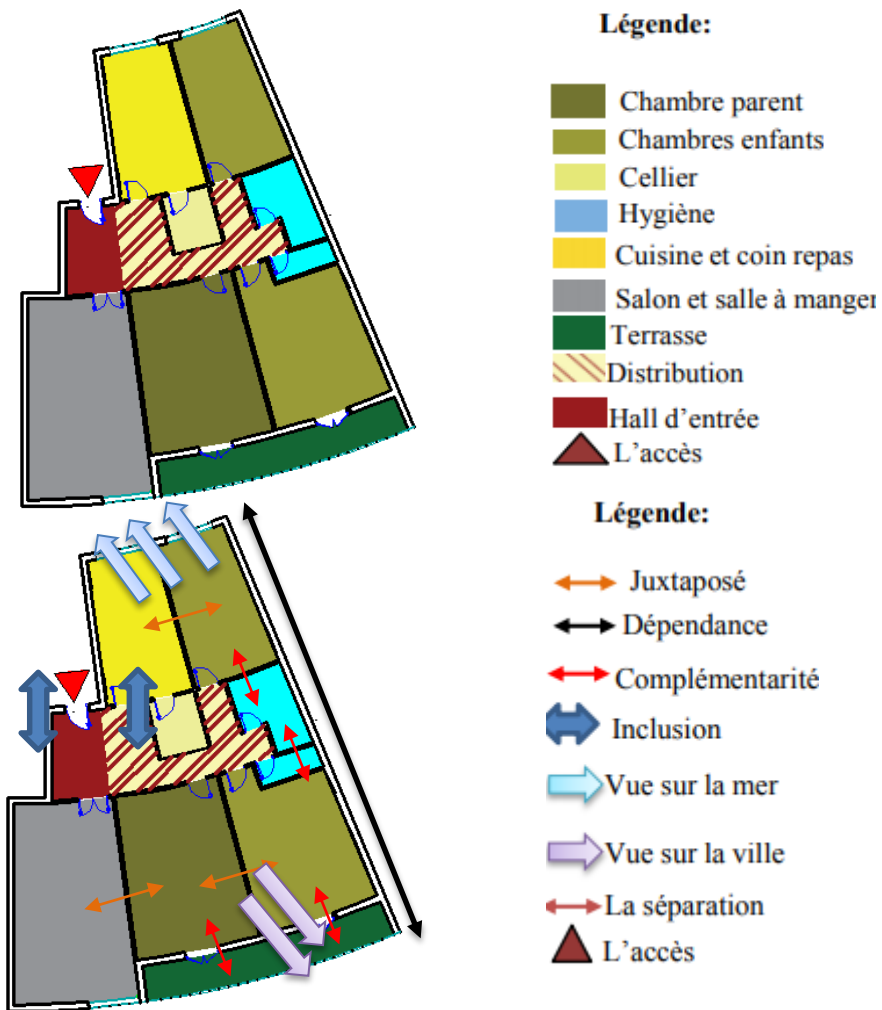 Légende:
Chambre parent
Chambres enfants
Cellier
Hygiène
Cuisine et coin repas
Salon et salle à manger
Terrasse
Distribution
Hall d'entrée
L'accès
Légende:
Juxtaposé
Dépendance
Complémentarité
Inclusion
Vue sur la mer
Vue sur la ville
La séparation
L'accès